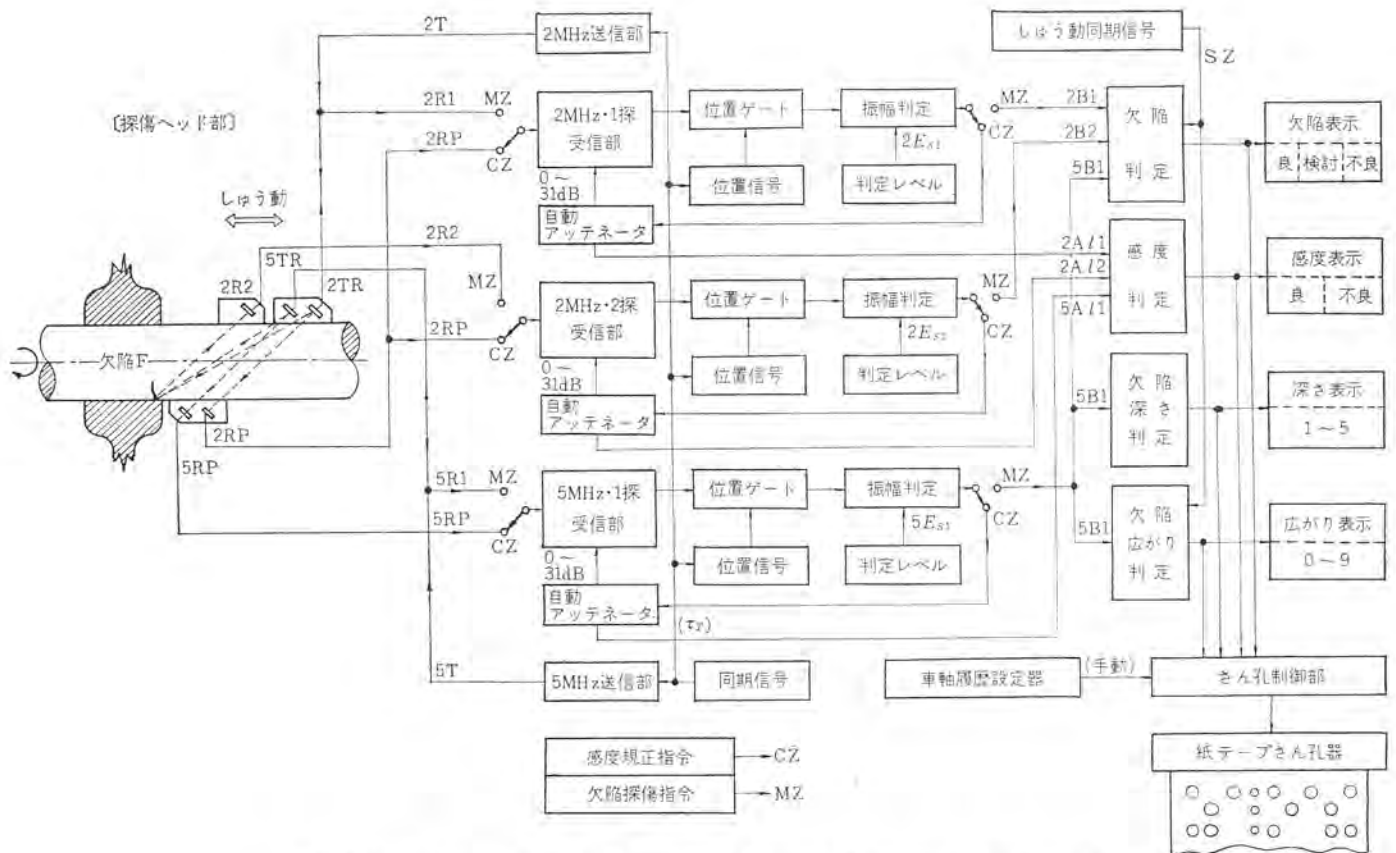 2T
2MHz送信部
しゅう動同期信号
SZ
〔探傷ヘッド部〕
2R1
MZ
2RP
CZ
2MHz・1探
受信部
位置ゲート
振幅判定
MZ
CZ
2B1
2B2
5B1
欠陥
判定
欠陥表示
良
検討
不良
2ES1
位置信号
判定レベル
0～
31dB
自動
アッテネータ
しゅう動
2R2
5TR
2TR
2R2
MZ
2RP
CZ
2MHz・2探
受信部
位置ゲート
振幅判定
MZ
CZ
2Al1
2Al2
5Al1
感度
判定
感度表示
良
不良
2ES2
位置信号
判定レベル
0～
31dB
自動
アッテネータ
欠陥F
2RP
5RP
5B1
欠陥
深さ
判定
深さ表示
1～5
5R1
MZ
5RP
CZ
5MHz・1探
受信部
位置ゲート
振幅判定
MZ
CZ
5B1
欠陥
広がり
判定
広がり表示
0～9
5ES1
位置信号
判定レベル
0～
31dB
自動
アッテネータ
(τT)
5T
5MHz送信部
同期信号
車軸履歴設定器
(手動)
さん孔制御部
感度規正指令
CZ
欠陥探傷指令
MZ
紙テープさん孔器